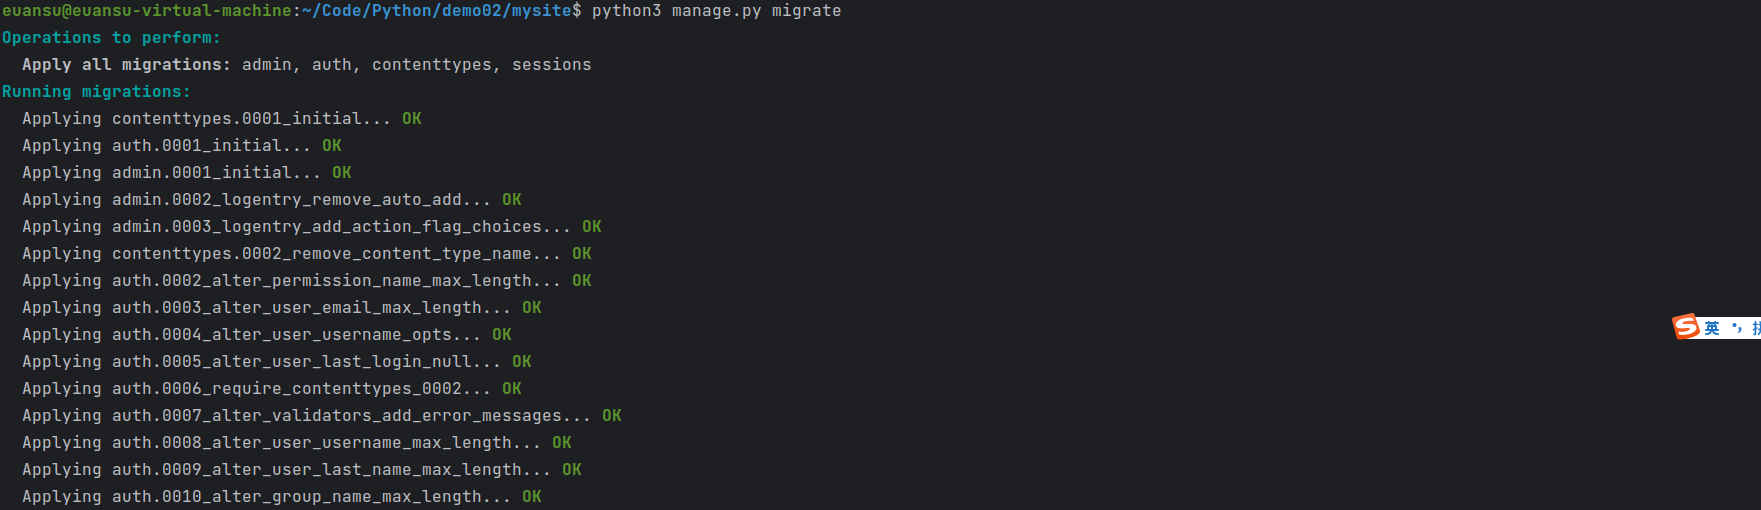 euansu@euansu-virtual-machine:~/Code/Python/demo02/mysite$ python3 manage.py migrate
Operations to perform:
  Apply all migrations: admin, auth, contenttypes, sessions
Running migrations:
  Applying contenttypes.0001_initial... OK
  Applying auth.0001_initial... OK
  Applying admin.0001_initial... OK
  Applying admin.0002_logentry_remove_auto_add... OK
  Applying admin.0003_logentry_add_action_flag_choices... OK
  Applying contenttypes.0002_remove_content_type_name... OK
  Applying auth.0002_alter_permission_name_max_length... OK
  Applying auth.0003_alter_user_email_max_length... OK
  Applying auth.0004_alter_user_username_opts... OK
  Applying auth.0005_alter_user_last_login_null... OK
  Applying auth.0006_require_contenttypes_0002... OK
  Applying auth.0007_alter_validators_add_error_messages... OK
  Applying auth.0008_alter_user_username_max_length... OK
  Applying auth.0009_alter_user_last_name_max_length... OK
  Applying auth.0010_alter_group_name_max_length... OK
S 英